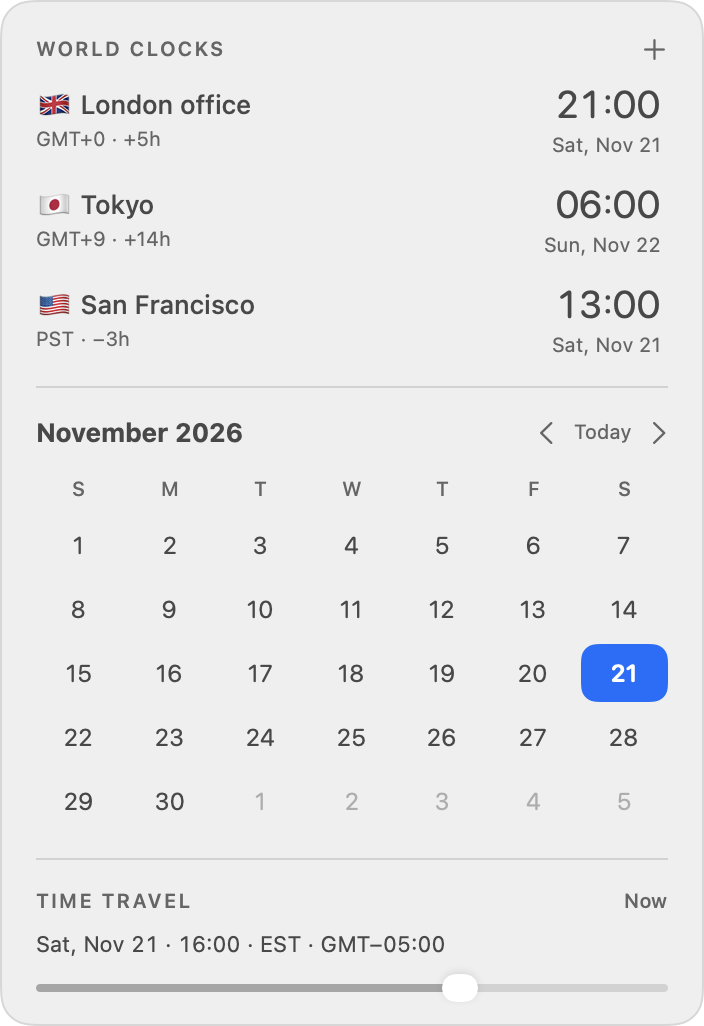 WORLD CLOCKS
London office 21:00
GMT+0 · +5h Sat, Nov 21
Tokyo 06:00
GMT+9 · +14h Sun, Nov 22
San Francisco 13:00
PST · −3h Sat, Nov 21
November 2026 Today
S M T W T F S
1 2 3 4 5 6 7
8 9 10 11 12 13 14
15 16 17 18 19 20 21
22 23 24 25 26 27 28
29 30 1 2 3 4 5
TIME TRAVEL Now
Sat, Nov 21 · 16:00 · EST · GMT−05:00